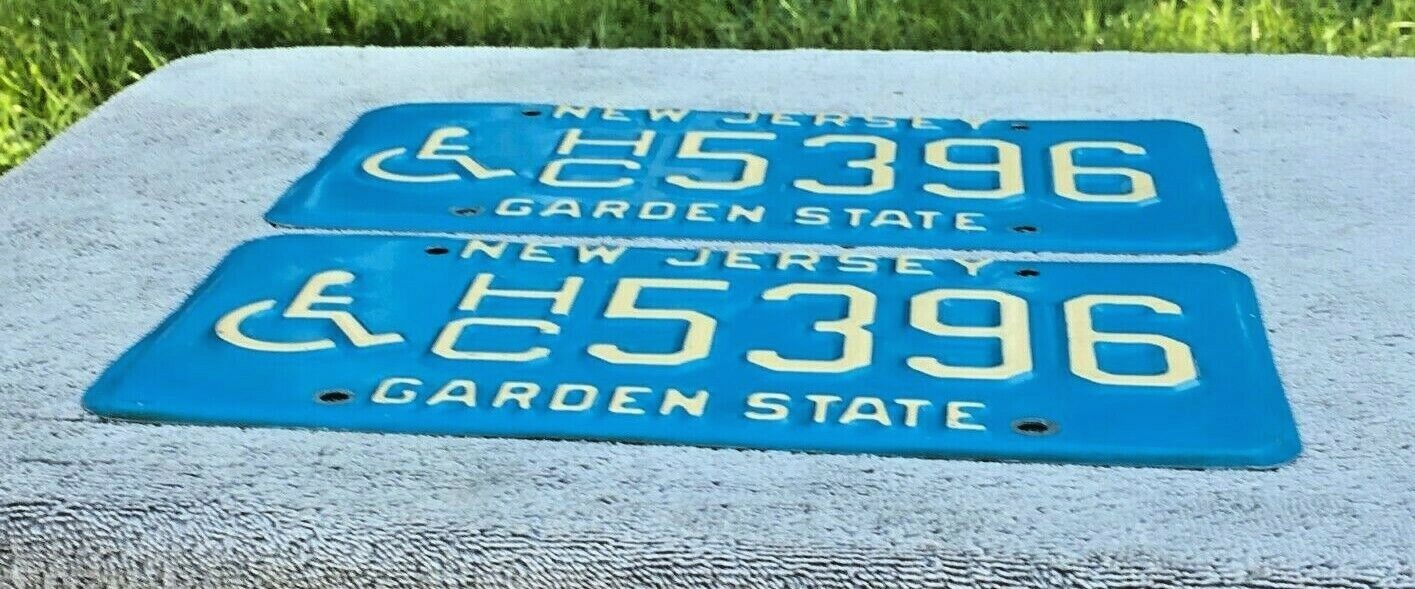 NEW JERSEY
HC 5396
GARDEN STATE
NEW JERSEY
HC 5396
GARDEN STATE